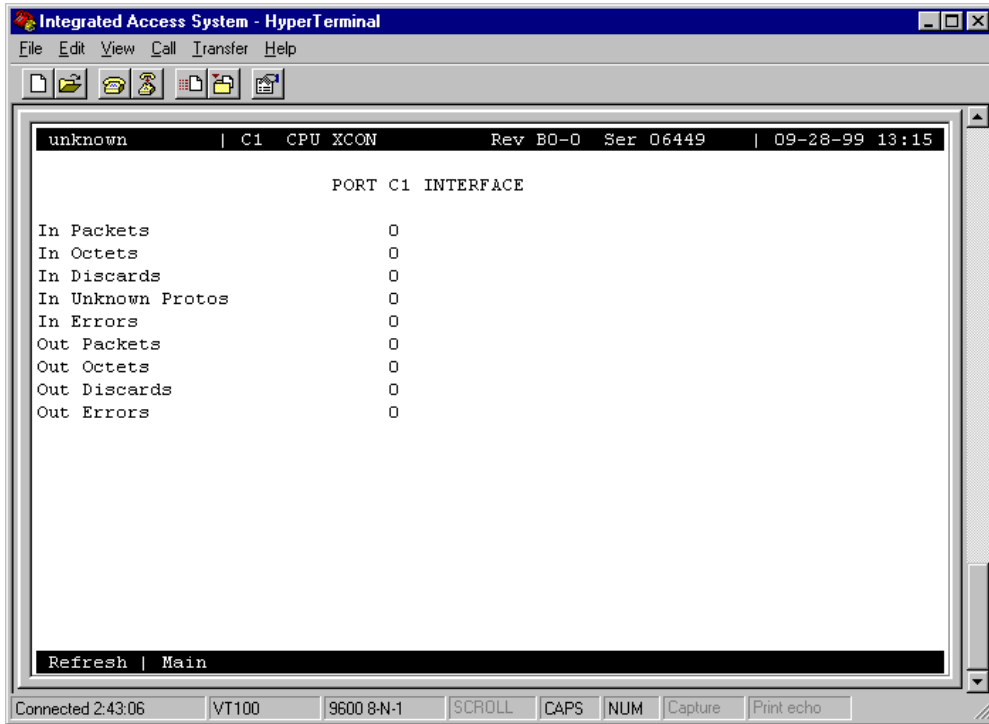 Integrated Access System - HyperTerminal
File Edit View Call Transfer Help
unknown | C1 CPU XCON Rev B0-0 Ser 06449 | 09-28-99 13:15
PORT C1 INTERFACE
In Packets 0
In Octets 0
In Discards 0
In Unknown Protos 0
In Errors 0
Out Packets 0
Out Octets 0
Out Discards 0
Out Errors 0
Refresh | Main
Connected 2:43:06 VT100 9600 8-N-1 SCROLL CAPS NUM Capture Print echo